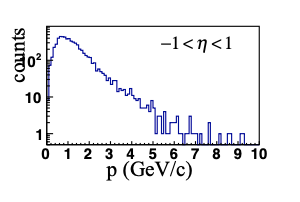 counts
−1 < η < 1
10²
10
1
0 1 2 3 4 5 6 7 8 9 10
p (GeV/c)